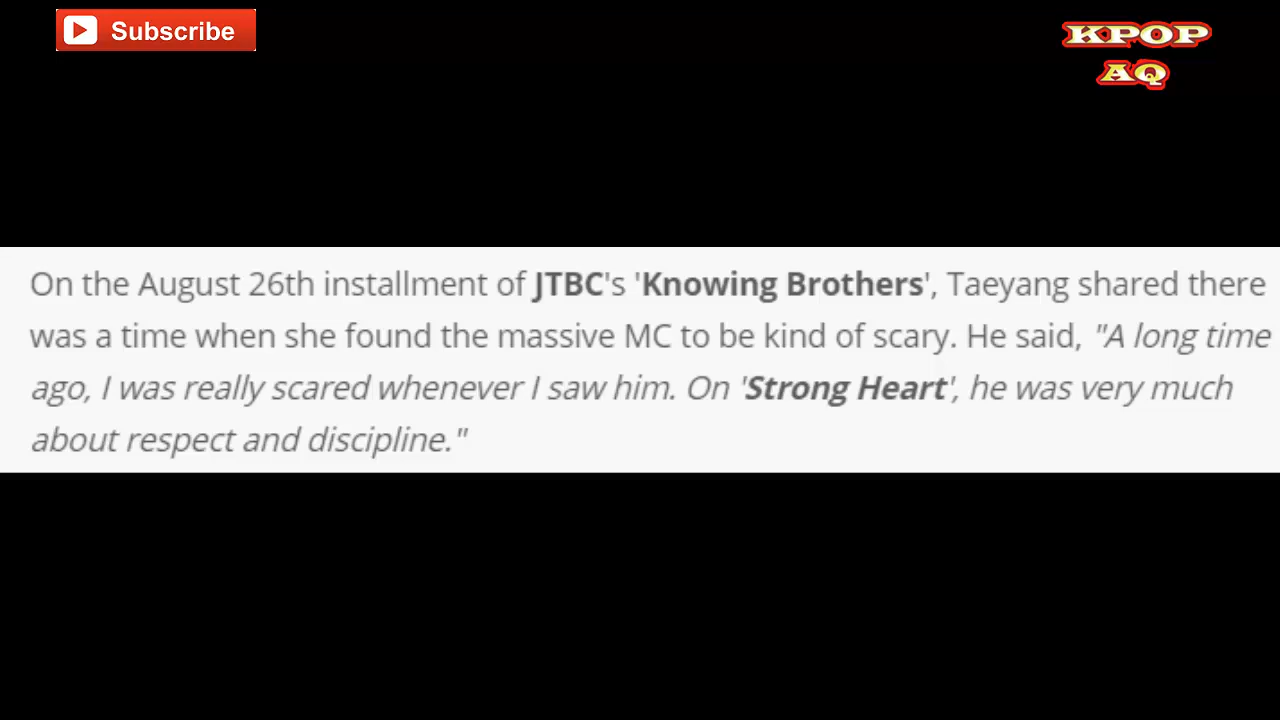 Subscribe
KPOP
AQ
On the August 26th installment of JTBC's 'Knowing Brothers', Taeyang shared there
was a time when she found the massive MC to be kind of scary. He said, "A long time
ago, I was really scared whenever I saw him. On 'Strong Heart', he was very much
about respect and discipline."